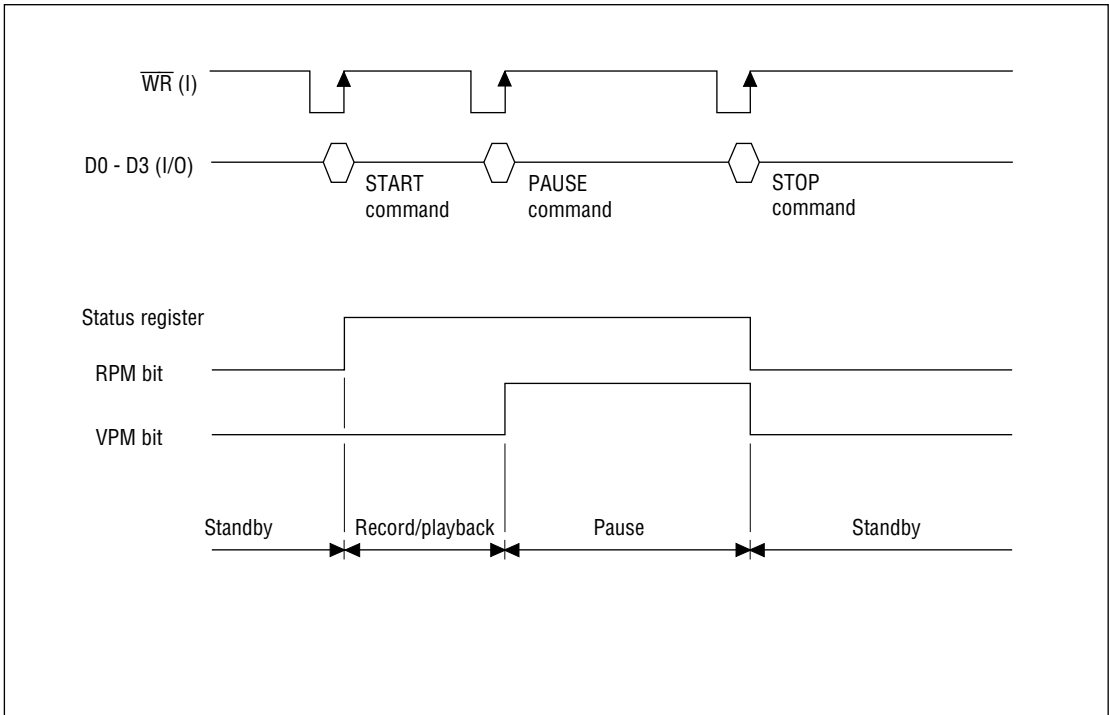 W̅R̅ (I)
D0 - D3 (I/O)
START
command
PAUSE
command
STOP
command
Status register
RPM bit
VPM bit
Standby
Record/playback
Pause
Standby